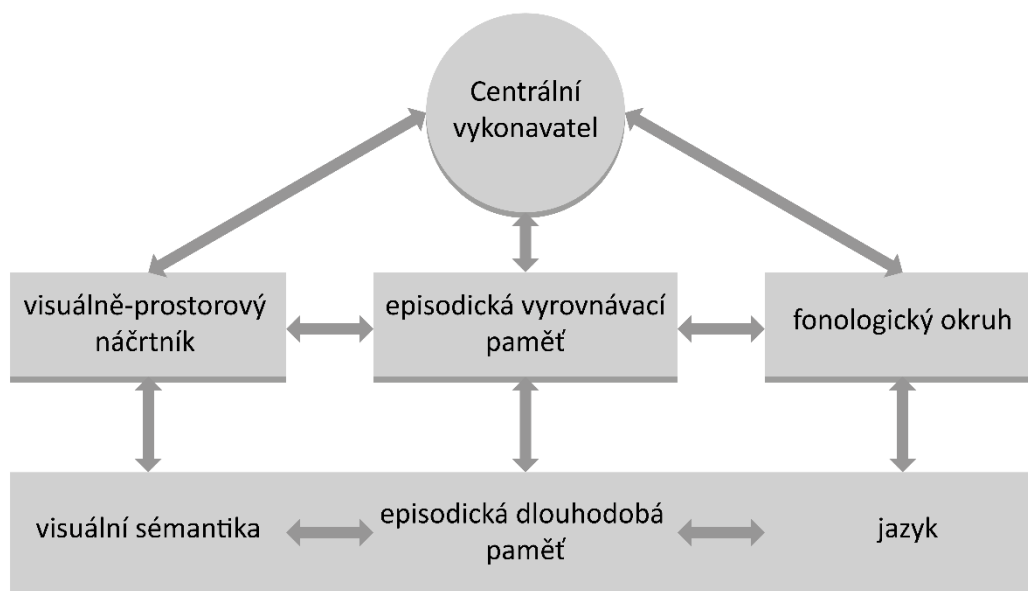 Centrální
vykonavatel
visuálně-prostorový
náčrtník
episodická vyrovnávací
paměť
fonologický okruh
visuální sémantika
episodická dlouhodobá
paměť
jazyk